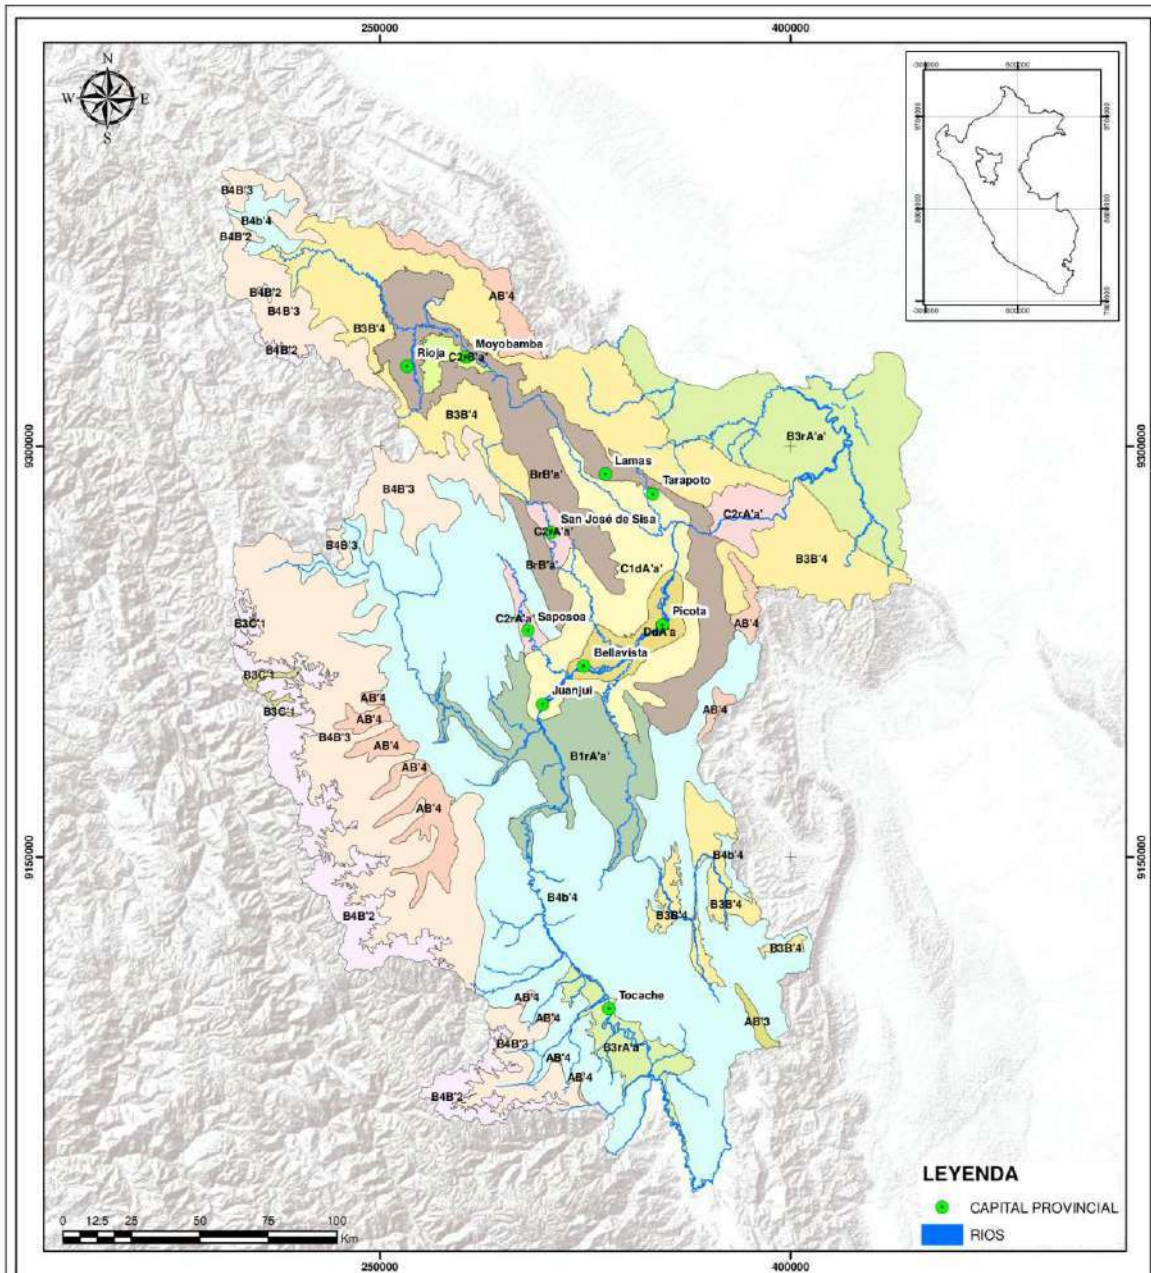 250000
400000
N
W E
S
B4B'3
B4b'4
B4B'2
AB'4
B4B'2
B4B'3
B3B'4
B4B'2
Moyobamba
Rioja
C2rB'a'
B3B'4
B3rA'a'
9300000
9300000
Lamas
BrB'a'
Tarapoto
B4B'3
C2rA'a'
San José de Sisa
C2rA'a'
B4B'3
B3B'4
BrB'a'
C1dA'a'
C2rA'a'
Saposoa
Picota
B3C'1
DdA'a
AB'4
Bellavista
B3C'1
Juanjui
AB'4
AB'4
B3C'1
AB'4
B4B'3
AB'4
B1rA'a'
AB'4
AB'4
9150000
9150000
B4b'4
B4b'4
B3B'4
B4B'2
B3B'4
B3B'4
Tocache
AB'4
AB'4
AB'3
B4B'3
B3rA'a'
AB'4
AB'4
B4B'2
LEYENDA
CAPITAL PROVINCIAL
RIOS
0 12.5 25 50 75 100
Km
250000
400000